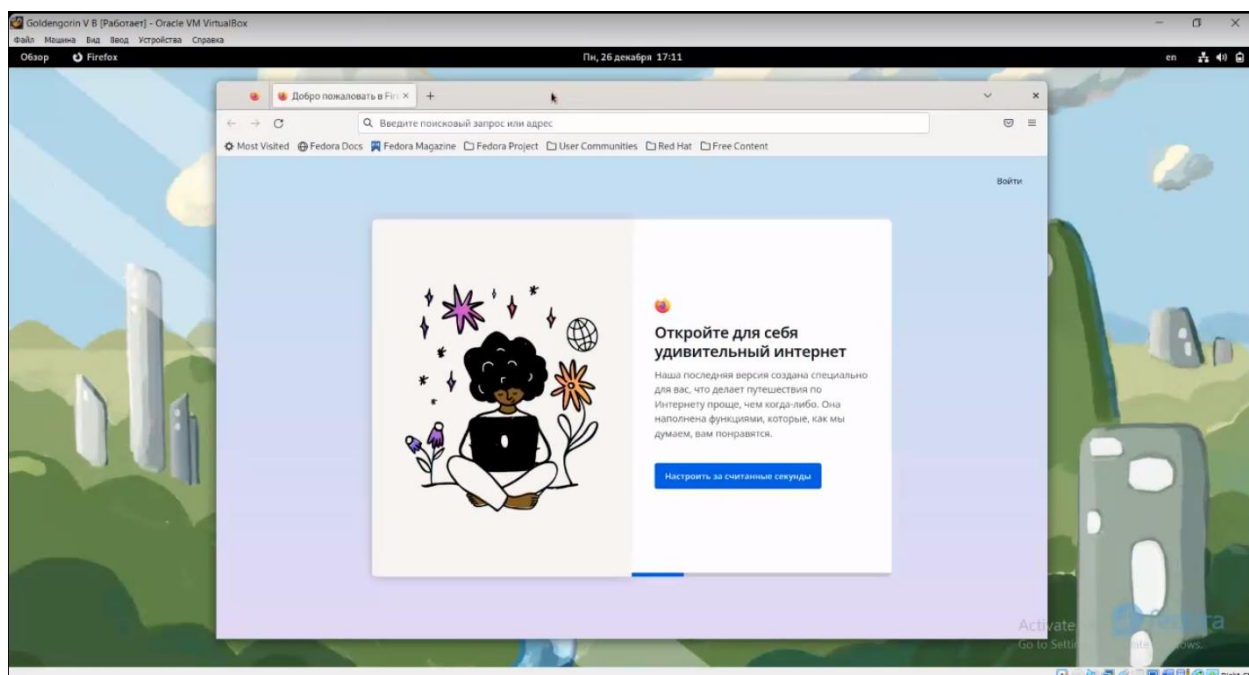 Goldengorin V B [Работает] - Oracle VM VirtualBox
Файл Машина Вид Ввод Устройства Справка
Обзор Firefox Пн, 26 декабря 17:11 en
Добро пожаловать в Fir
Введите поисковый запрос или адрес
Most Visited Fedora Docs Fedora Magazine Fedora Project User Communities Red Hat Free Content
Войти
Откройте для себя
удивительный интернет
Наша последняя версия создана специально
для вас, что делает путешествия по
Интернету проще, чем когда-либо. Она
наполнена функциями, которые, как мы
думаем, вам понравятся.
Настроить за считанные секунды
Activate
fedora
Go to